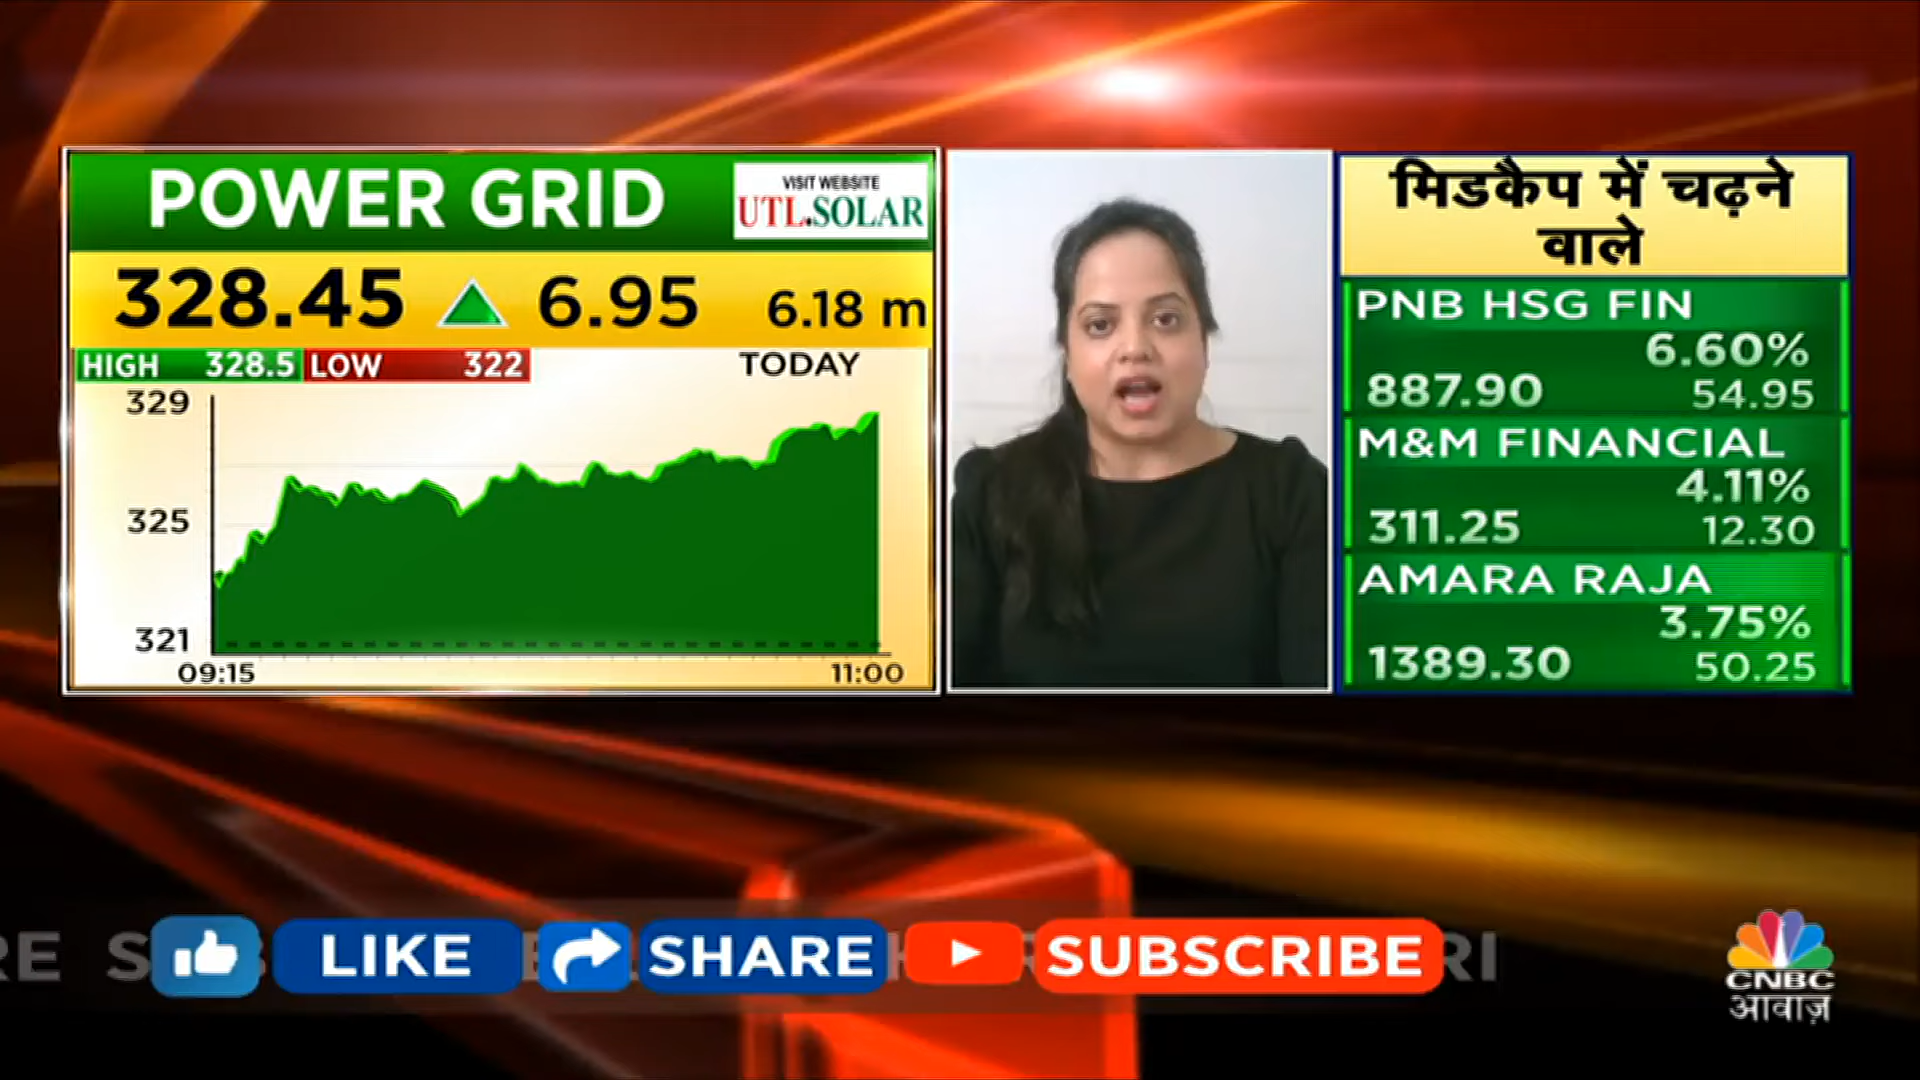 POWER GRID
VISIT WEBSITE
UTL.SOLAR
328.45 6.95 6.18 m
HIGH 328.5 LOW 322 TODAY
329
325
321
09:15 11:00
मिडकैप में चढ़ने
वाले
PNB HSG FIN
6.60%
887.90 54.95
M&M FINANCIAL
4.11%
311.25 12.30
AMARA RAJA
3.75%
1389.30 50.25
LIKE SHARE SUBSCRIBE
CNBC
आवाज़